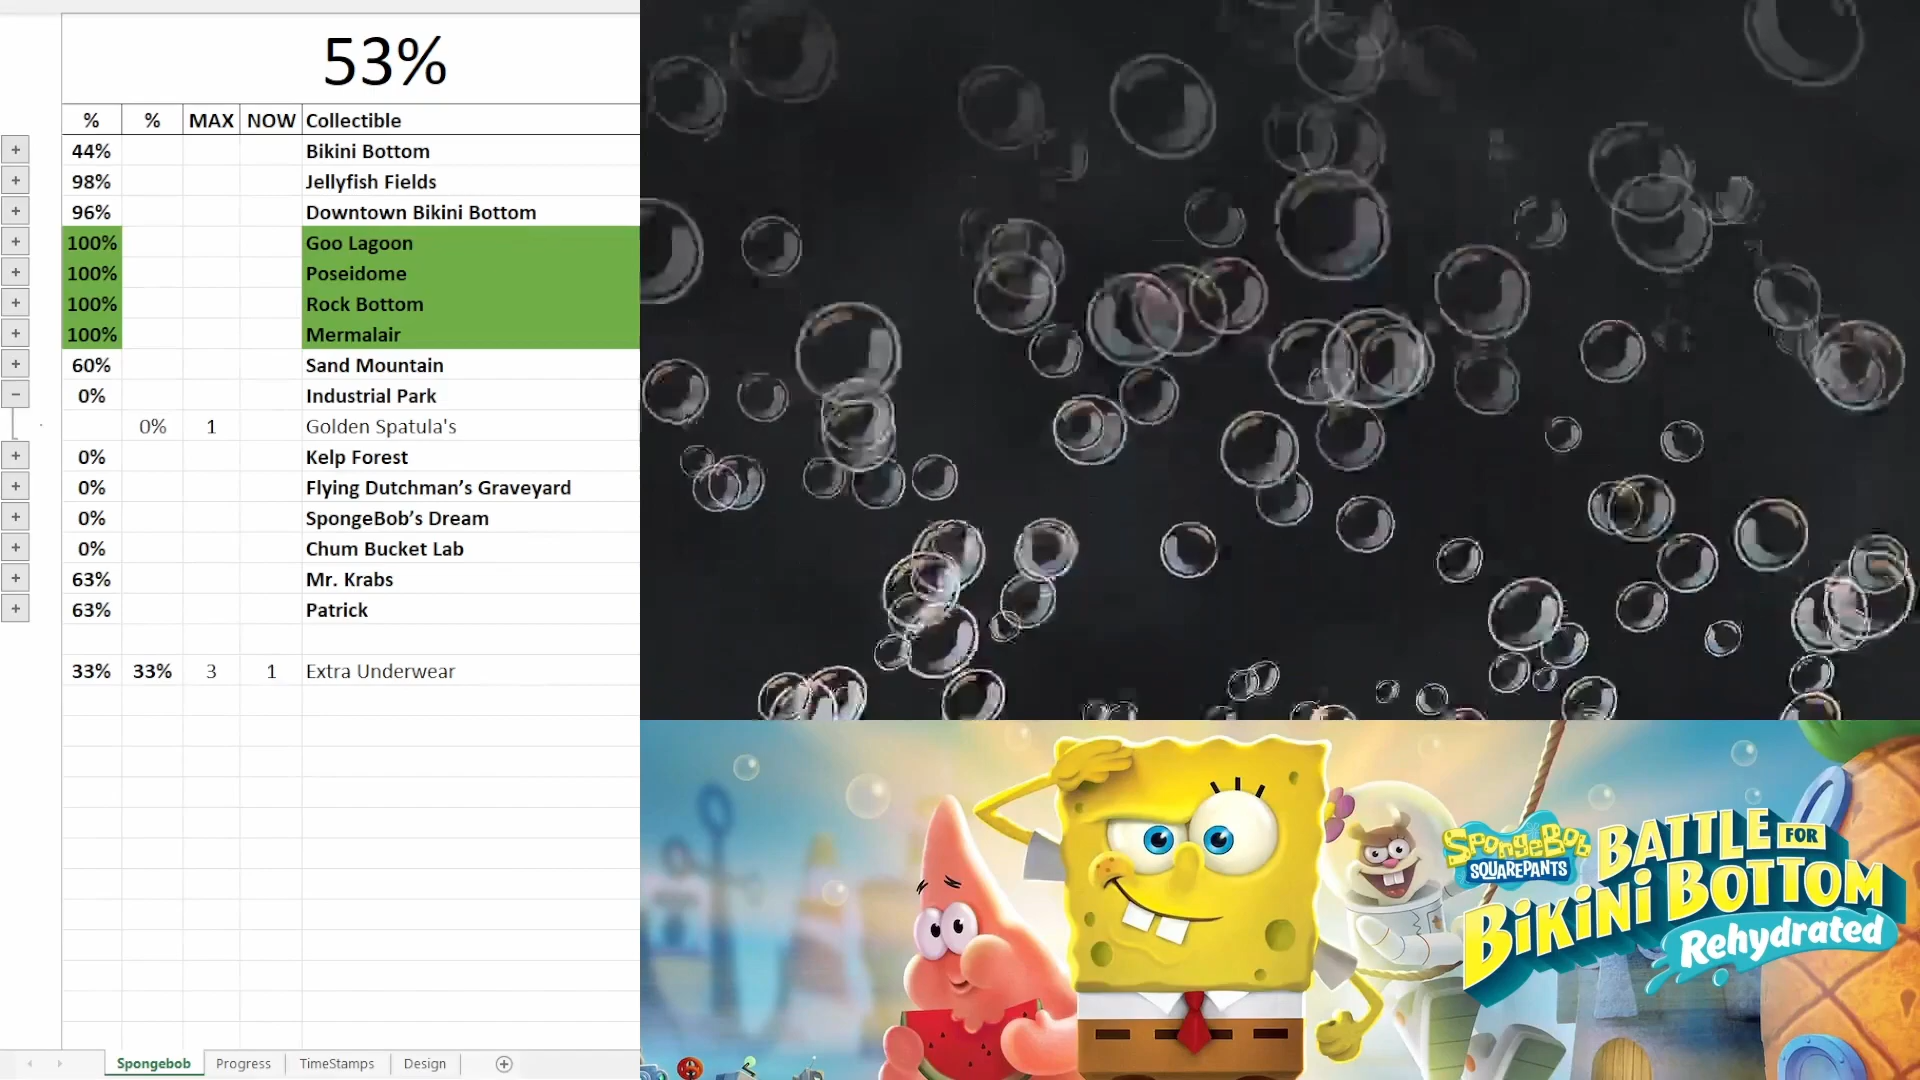 53%
% % MAX NOW Collectible
44% Bikini Bottom
98% Jellyfish Fields
96% Downtown Bikini Bottom
100% Goo Lagoon
100% Poseidome
100% Rock Bottom
100% Mermalair
60% Sand Mountain
0% Industrial Park
0% 1 Golden Spatula's
0% Kelp Forest
0% Flying Dutchman’s Graveyard
0% SpongeBob’s Dream
0% Chum Bucket Lab
63% Mr. Krabs
63% Patrick
33% 33% 3 1 Extra Underwear
Spongebob Progress TimeStamps Design
SpongeBob
SQUAREPANTS
BATTLE FOR
BiKiNi BOTTOM
Rehydrated